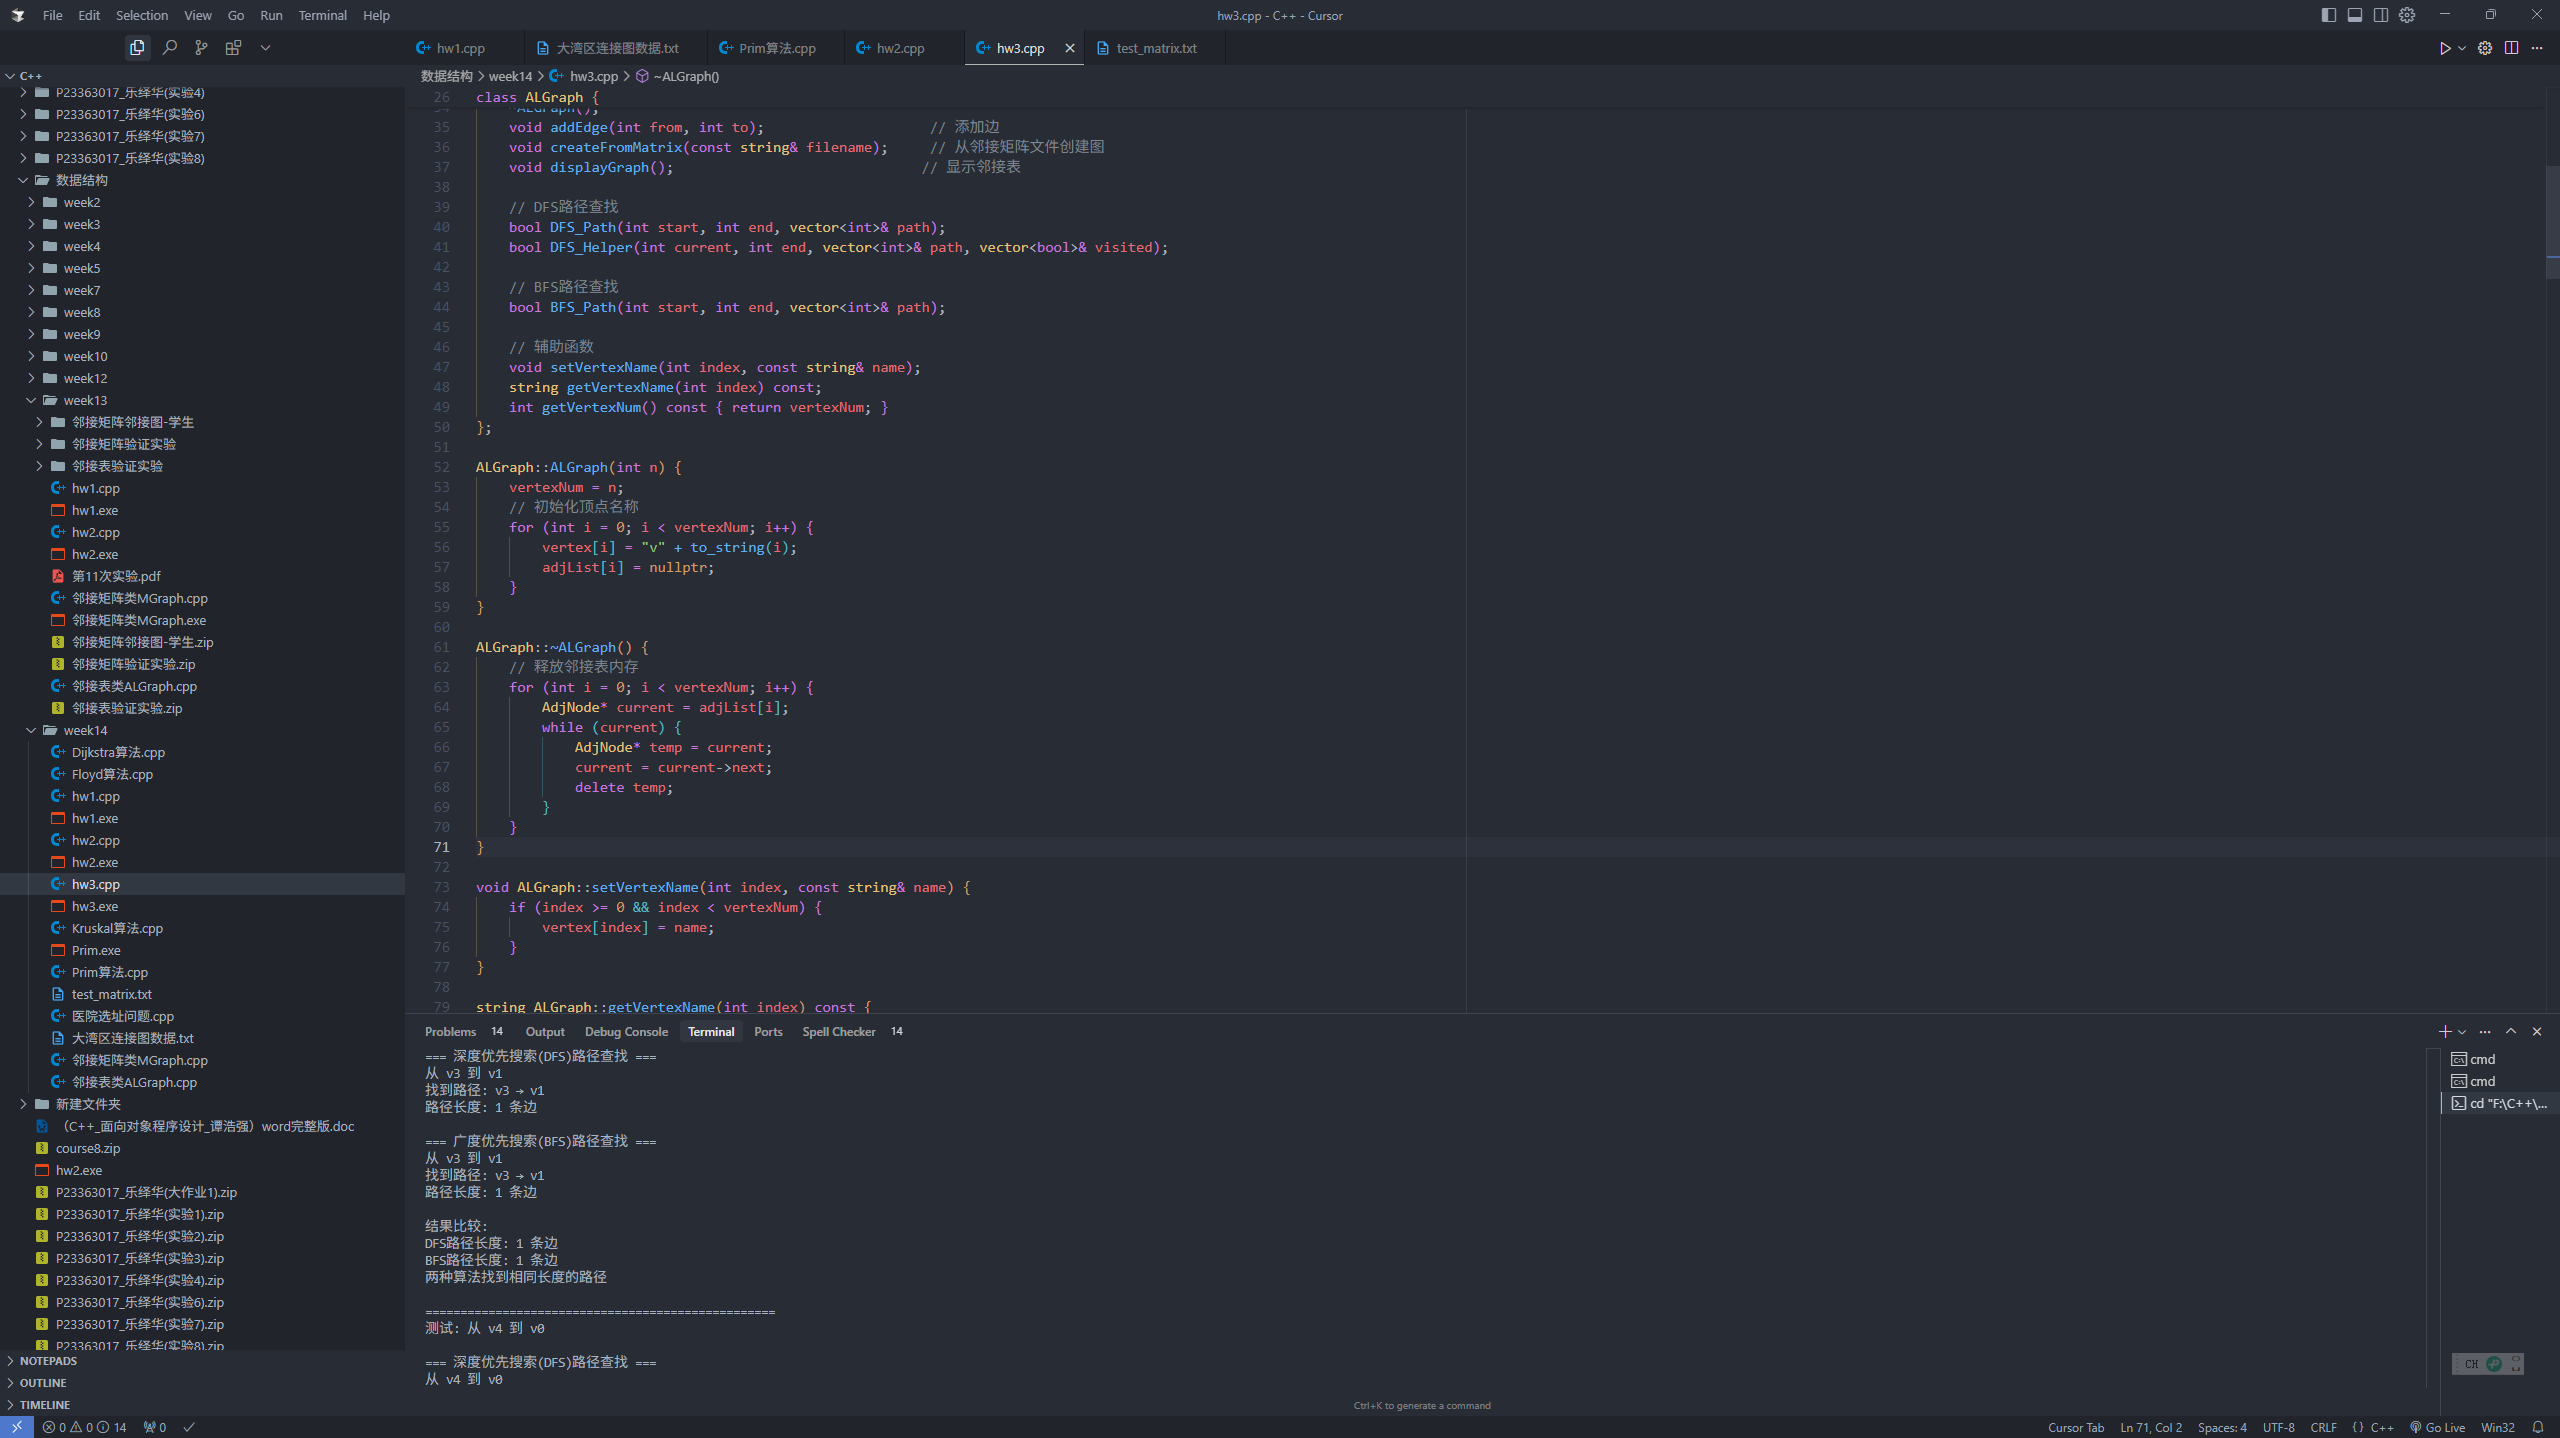 File Edit Selection View Go Run Terminal Help
hw3.cpp - C++ - Cursor
hw1.cpp 大湾区连接图数据.txt Prim算法.cpp hw2.cpp hw3.cpp test_matrix.txt
C++
P23363017_乐绎华(实验4)
P23363017_乐绎华(实验6)
P23363017_乐绎华(实验7)
P23363017_乐绎华(实验8)
数据结构
week2
week3
week4
week5
week7
week8
week9
week10
week12
week13
邻接矩阵邻接图-学生
邻接矩阵验证实验
邻接表验证实验
hw1.cpp
hw1.exe
hw2.cpp
hw2.exe
第11次实验.pdf
邻接矩阵类MGraph.cpp
邻接矩阵类MGraph.exe
邻接矩阵邻接图-学生.zip
邻接矩阵验证实验.zip
邻接表类ALGraph.cpp
邻接表验证实验.zip
week14
Dijkstra算法.cpp
Floyd算法.cpp
hw1.cpp
hw1.exe
hw2.cpp
hw2.exe
hw3.cpp
hw3.exe
Kruskal算法.cpp
Prim.exe
Prim算法.cpp
test_matrix.txt
医院选址问题.cpp
大湾区连接图数据.txt
邻接矩阵类MGraph.cpp
邻接表类ALGraph.cpp
新建文件夹
（C++_面向对象程序设计_谭浩强）word完整版.doc
course8.zip
hw2.exe
P23363017_乐绎华(大作业1).zip
P23363017_乐绎华(实验1).zip
P23363017_乐绎华(实验2).zip
P23363017_乐绎华(实验3).zip
P23363017_乐绎华(实验4).zip
P23363017_乐绎华(实验6).zip
P23363017_乐绎华(实验7).zip
P23363017_乐绎华(实验8).zip
NOTEPADS
OUTLINE
TIMELINE
数据结构 > week14 > hw3.cpp > ~ALGraph()
26 class ALGraph {
34 ~ALGraph();
35 void addEdge(int from, int to); // 添加边
36 void createFromMatrix(const string& filename); // 从邻接矩阵文件创建图
37 void displayGraph(); // 显示邻接表
38
39 // DFS路径查找
40 bool DFS_Path(int start, int end, vector<int>& path);
41 bool DFS_Helper(int current, int end, vector<int>& path, vector<bool>& visited);
42
43 // BFS路径查找
44 bool BFS_Path(int start, int end, vector<int>& path);
45
46 // 辅助函数
47 void setVertexName(int index, const string& name);
48 string getVertexName(int index) const;
49 int getVertexNum() const { return vertexNum; }
50 };
51
52 ALGraph::ALGraph(int n) {
53 vertexNum = n;
54 // 初始化顶点名称
55 for (int i = 0; i < vertexNum; i++) {
56 vertex[i] = "v" + to_string(i);
57 adjList[i] = nullptr;
58 }
59 }
60
61 ALGraph::~ALGraph() {
62 // 释放邻接表内存
63 for (int i = 0; i < vertexNum; i++) {
64 AdjNode* current = adjList[i];
65 while (current) {
66 AdjNode* temp = current;
67 current = current->next;
68 delete temp;
69 }
70 }
71 }
72
73 void ALGraph::setVertexName(int index, const string& name) {
74 if (index >= 0 && index < vertexNum) {
75 vertex[index] = name;
76 }
77 }
78
79 string ALGraph::getVertexName(int index) const {
Problems 14 Output Debug Console Terminal Ports Spell Checker 14
=== 深度优先搜索(DFS)路径查找 ===
从 v3 到 v1
找到路径: v3 → v1
路径长度: 1 条边
=== 广度优先搜索(BFS)路径查找 ===
从 v3 到 v1
找到路径: v3 → v1
路径长度: 1 条边
结果比较:
DFS路径长度: 1 条边
BFS路径长度: 1 条边
两种算法找到相同长度的路径
==================================================
测试: 从 v4 到 v0
=== 深度优先搜索(DFS)路径查找 ===
从 v4 到 v0
Ctrl+K to generate a command
cmd
cmd
cd "F:\C++\...
CH
0 0 14 0
Cursor Tab Ln 71, Col 2 Spaces: 4 UTF-8 CRLF {} C++ Go Live Win32